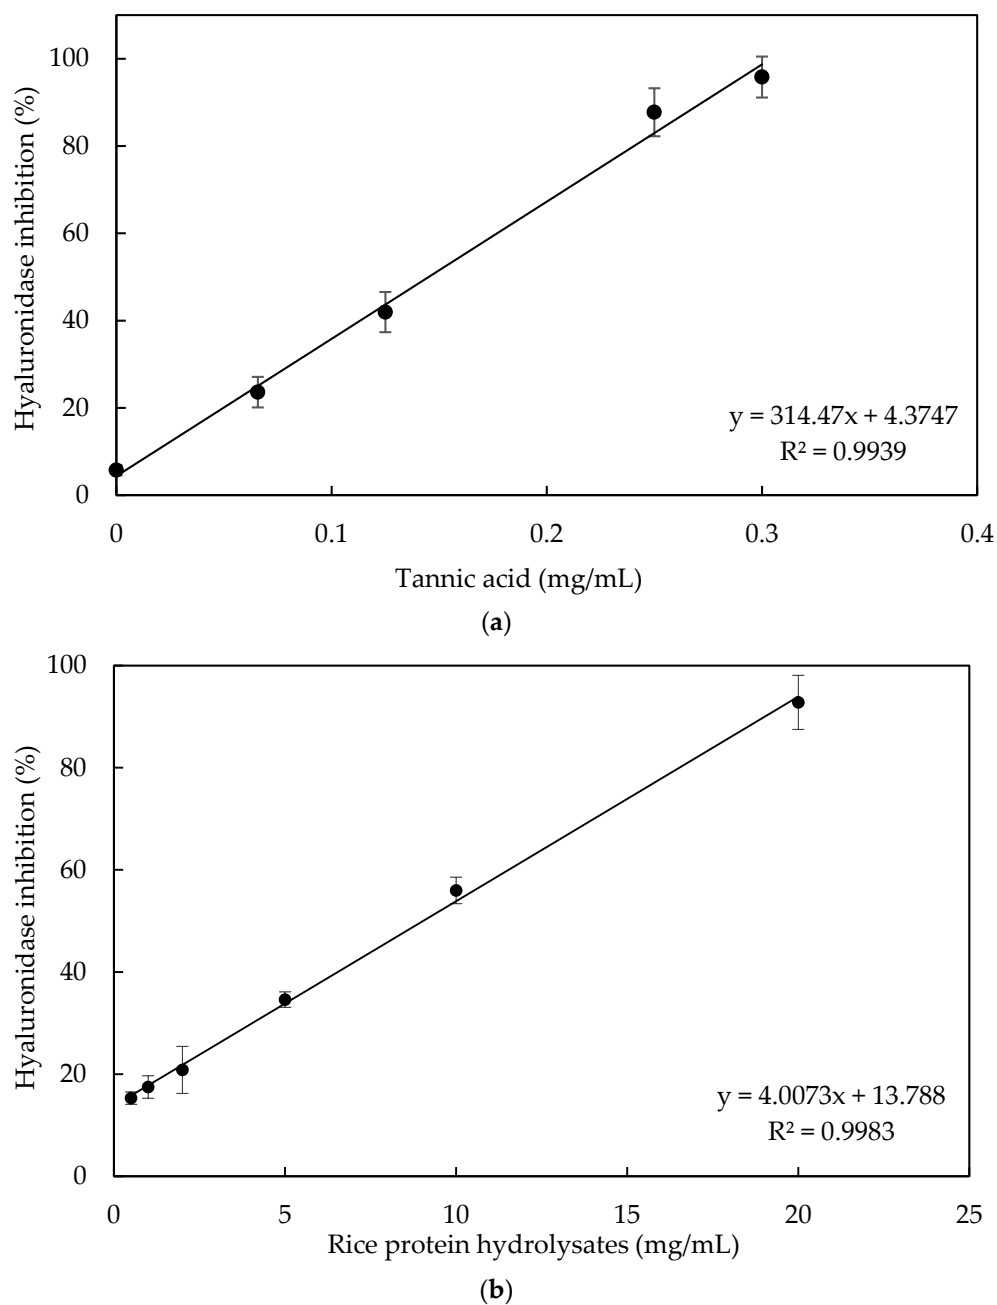 Hyaluronidase inhibition (%)
100
80
60
40
20
0
y = 314.47x + 4.3747
R² = 0.9939
0 0.1 0.2 0.3 0.4
Tannic acid (mg/mL)
(a)
Hyaluronidase inhibition (%)
100
80
60
40
20
0
y = 4.0073x + 13.788
R² = 0.9983
0 5 10 15 20 25
Rice protein hydrolysates (mg/mL)
(b)